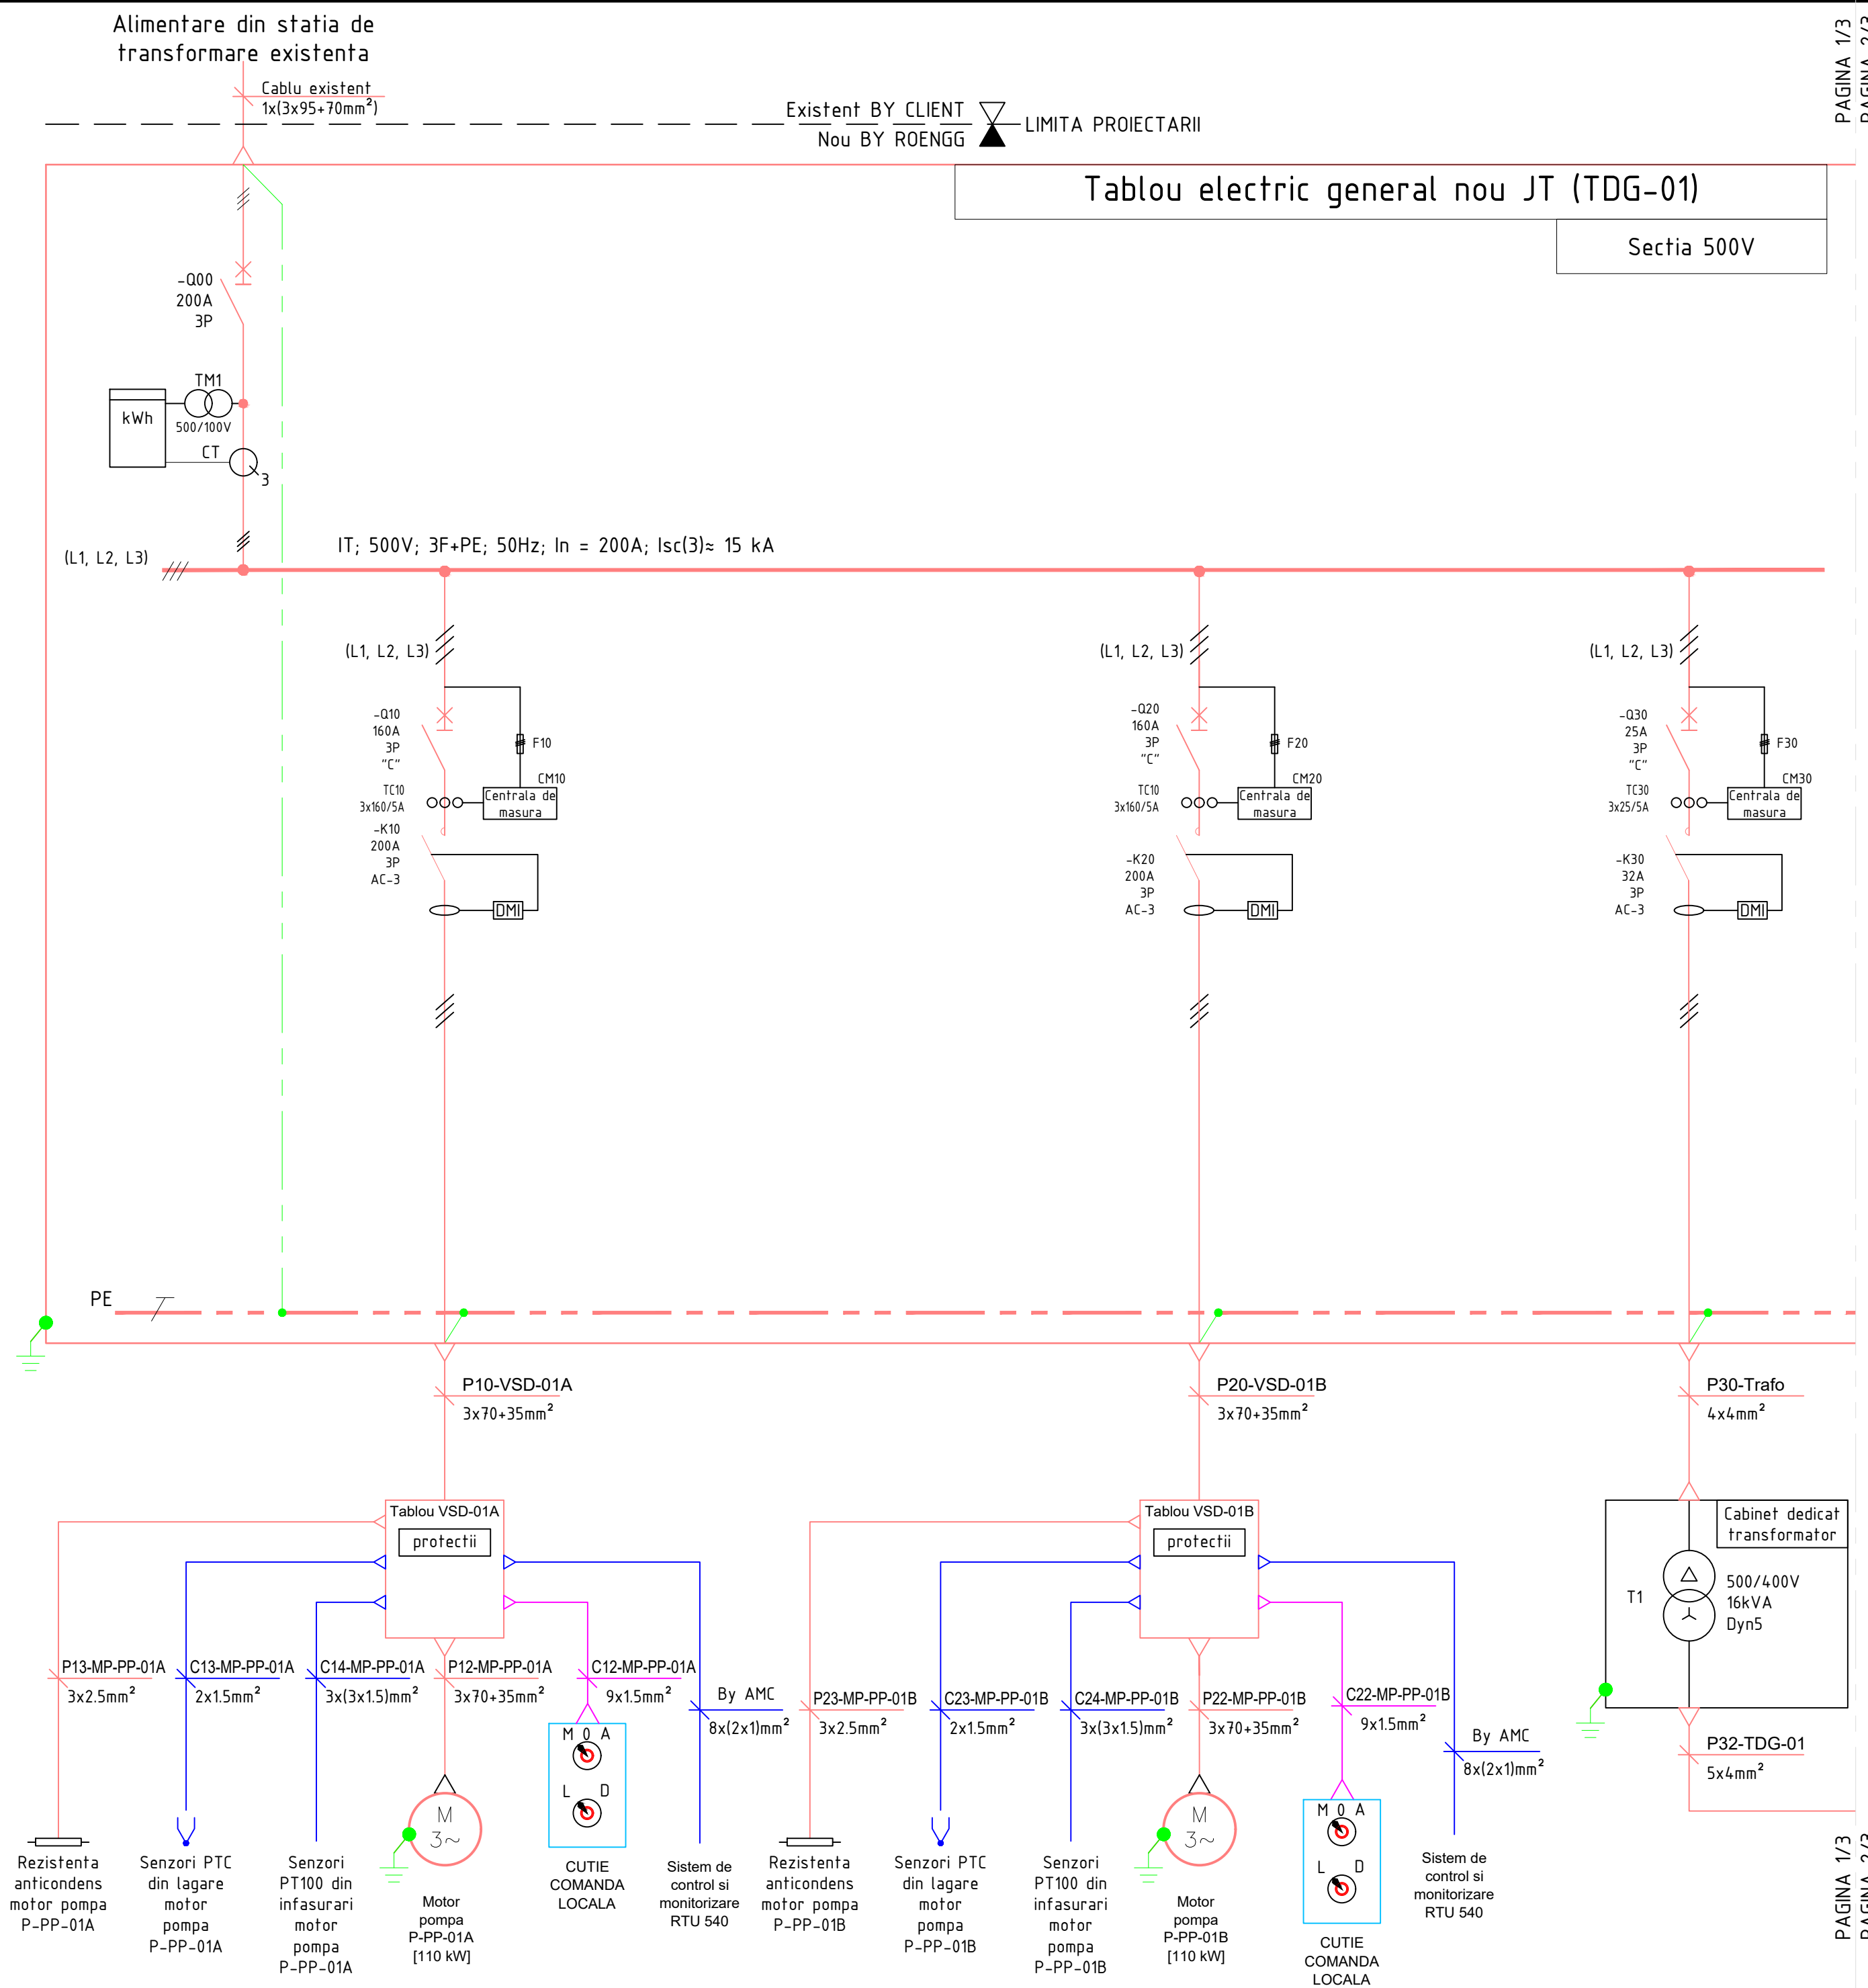 Alimentare din statia de
transformare existenta
Cablu existent
1x(3x95+70mm²)
Existent BY CLIENT
Nou BY ROENGG
LIMITA PROIECTARII
PAGINA 1/3
PAGINA 2/3
Tablou electric general nou JT (TDG-01)
Sectia 500V
-Q00
200A
3P
TM1
kWh
500/100V
CT
3
(L1, L2, L3)
IT; 500V; 3F+PE; 50Hz; In = 200A; Isc(3)≈ 15 kA
(L1, L2, L3)
-Q10
160A
3P
"C"
F10
CM10
TC10
3x160/5A
Centrala de
masura
-K10
200A
3P
AC-3
DMI
(L1, L2, L3)
-Q20
160A
3P
"C"
F20
CM20
TC10
3x160/5A
Centrala de
masura
-K20
200A
3P
AC-3
DMI
(L1, L2, L3)
-Q30
25A
3P
"C"
F30
CM30
TC30
3x25/5A
Centrala de
masura
-K30
32A
3P
AC-3
DMI
PE
P10-VSD-01A
3x70+35mm²
P20-VSD-01B
3x70+35mm²
P30-Trafo
4x4mm²
Tablou VSD-01A
protectii
Tablou VSD-01B
protectii
Cabinet dedicat
transformator
T1
500/400V
16kVA
Dyn5
P13-MP-PP-01A
3x2.5mm²
C13-MP-PP-01A
2x1.5mm²
C14-MP-PP-01A
3x(3x1.5)mm²
P12-MP-PP-01A
3x70+35mm²
C12-MP-PP-01A
9x1.5mm²
By AMC
8x(2x1)mm²
P23-MP-PP-01B
3x2.5mm²
C23-MP-PP-01B
2x1.5mm²
C24-MP-PP-01B
3x(3x1.5)mm²
P22-MP-PP-01B
3x70+35mm²
C22-MP-PP-01B
9x1.5mm²
By AMC
8x(2x1)mm²
P32-TDG-01
5x4mm²
M 0 A
L D
M
3~
M 0 A
L D
M
3~
Rezistenta
anticondens
motor pompa
P-PP-01A
Senzori PTC
din lagare
motor
pompa
P-PP-01A
Senzori
PT100 din
infasurari
motor
pompa
P-PP-01A
Motor
pompa
P-PP-01A
[110 kW]
CUTIE
COMANDA
LOCALA
Sistem de
control si
monitorizare
RTU 540
Rezistenta
anticondens
motor pompa
P-PP-01B
Senzori PTC
din lagare
motor
pompa
P-PP-01B
Senzori
PT100 din
infasurari
motor
pompa
P-PP-01B
Motor
pompa
P-PP-01B
[110 kW]
CUTIE
COMANDA
LOCALA
Sistem de
control si
monitorizare
RTU 540
PAGINA 1/3
PAGINA 2/3